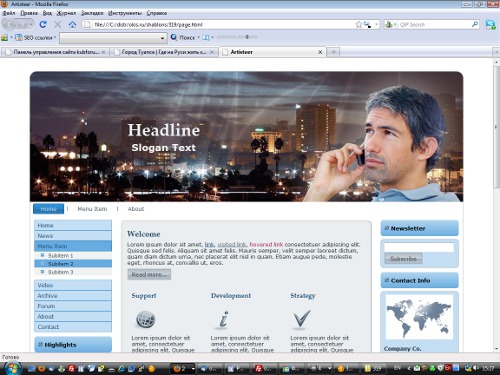 Artisteer - Mozilla Firefox
Файл Правка Вид Журнал Закладки Инструменты Справка
file:///C:/distr/olos.ru/shablons/319/page.html
QIP Search
SEO ссылки
Поиск
Панель управления сайта
Город Туапсе | Где на Руси жить
Artisteer
Headline
Slogan Text
Home
Menu Item
About
Home
News
Menu Item
Subitem 1
Subitem 2
Subitem 3
Video
Archive
Forum
About
Contact
Highlights
Welcome
Lorem ipsum dolor sit amet, link, visited link, hovered link consectetuer adipiscing elit.
Quisque sed felis. Aliquam sit amet felis. Mauris semper, velit semper laoreet dictum,
quam diam dictum urna, nec placerat elit nisl in quam. Etiam augue pede, molestie
eget, rhoncus at, convallis ut, eros.
Read more...
Support
Development
Strategy
Lorem ipsum dolor sit
amet, consectetuer
adipiscing elit. Quisque
Lorem ipsum dolor sit
amet, consectetuer
adipiscing elit. Quisque
Lorem ipsum dolor sit
amet, consectetuer
adipiscing elit. Quisque
Newsletter
Subscribe
Contact Info
Company Co.
Готово
319
EN
15:27